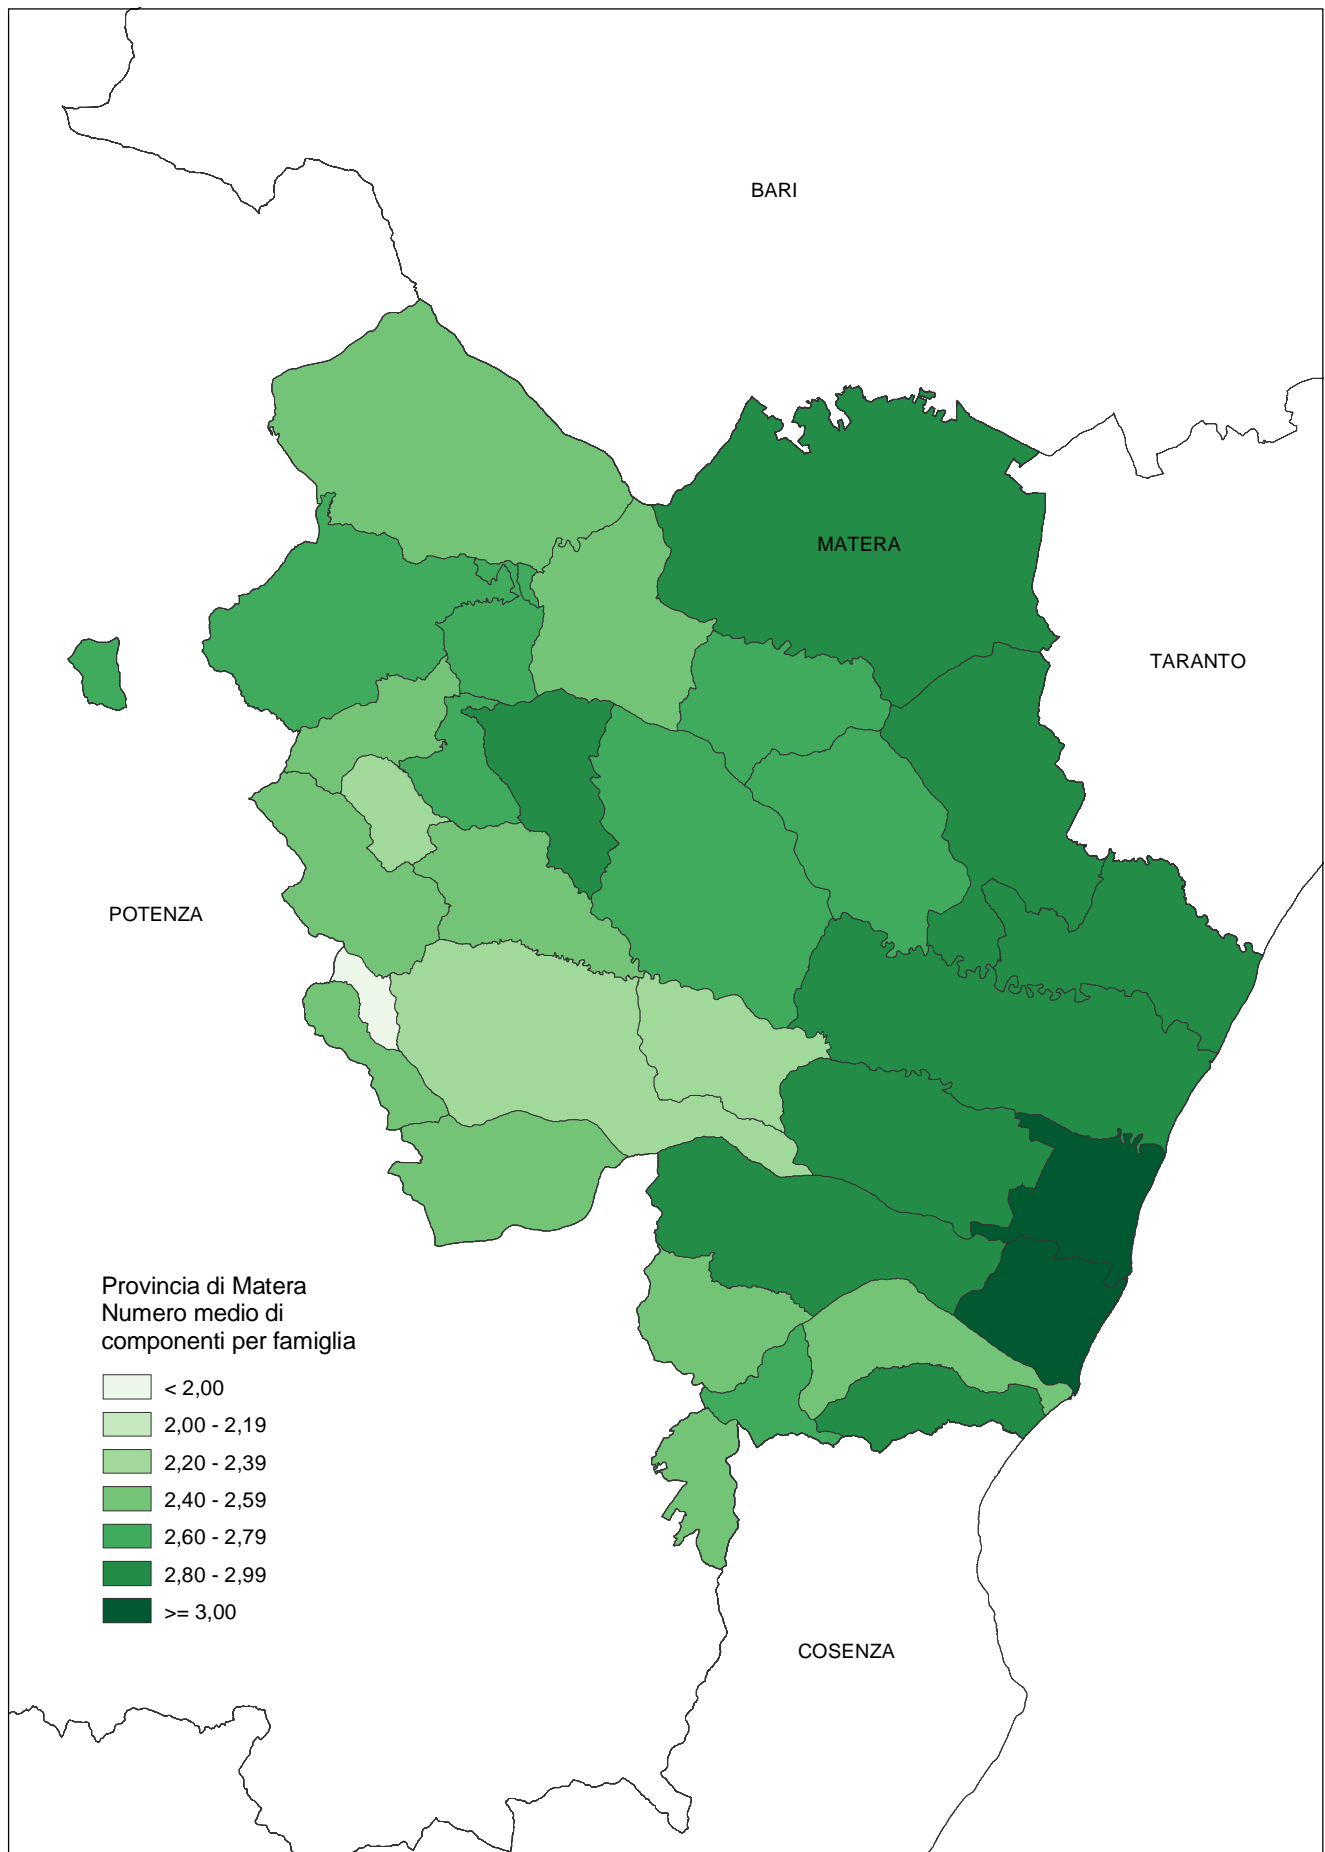 BARI
MATERA
TARANTO
POTENZA
Provincia di Matera
Numero medio di
componenti per famiglia
< 2,00
2,00 - 2,19
2,20 - 2,39
2,40 - 2,59
2,60 - 2,79
2,80 - 2,99
>= 3,00
COSENZA